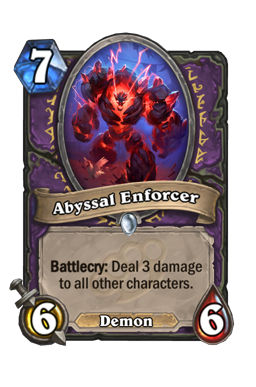 7
Abyssal Enforcer
Battlecry: Deal 3 damage
to all other characters.
6
Demon
6